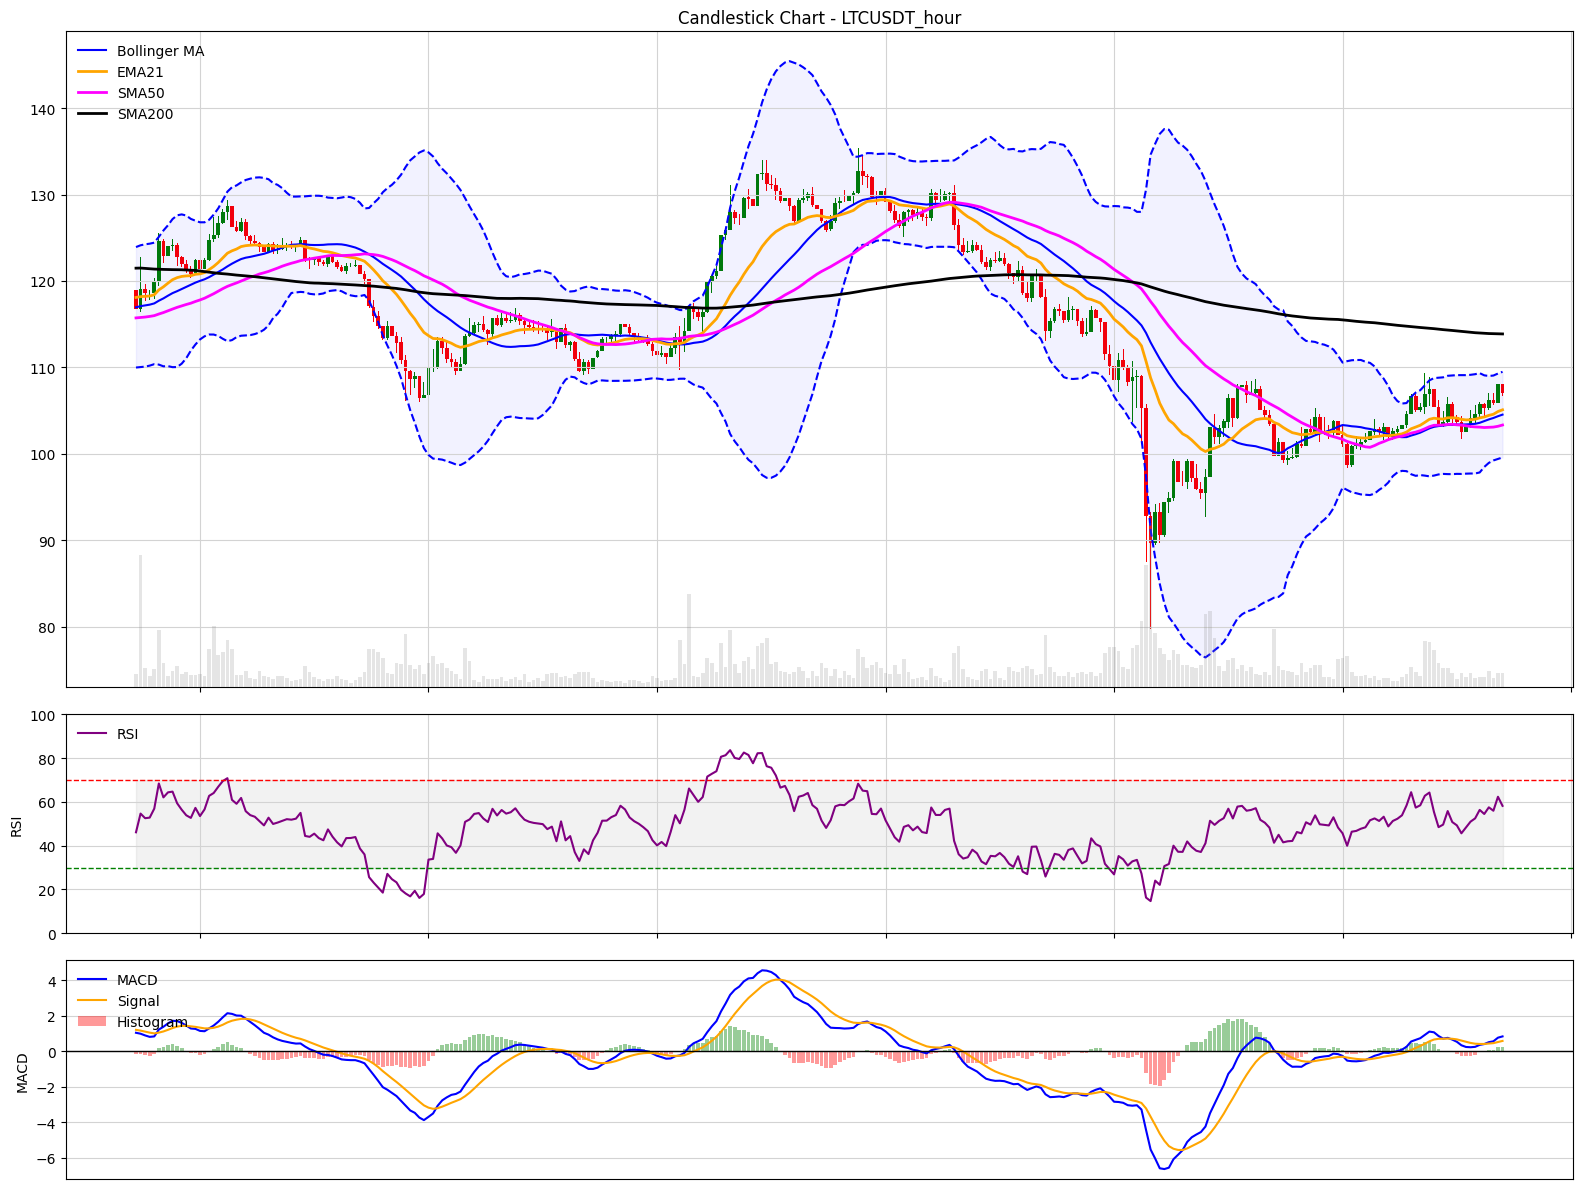 Candlestick Chart - LTCUSDT_hour
Bollinger MA
EMA21
SMA50
SMA200
140
130
120
110
100
90
80
RSI
100
80
60
40
20
0
RSI
MACD
Signal
Histogram
4
2
0
−2
−4
−6
MACD